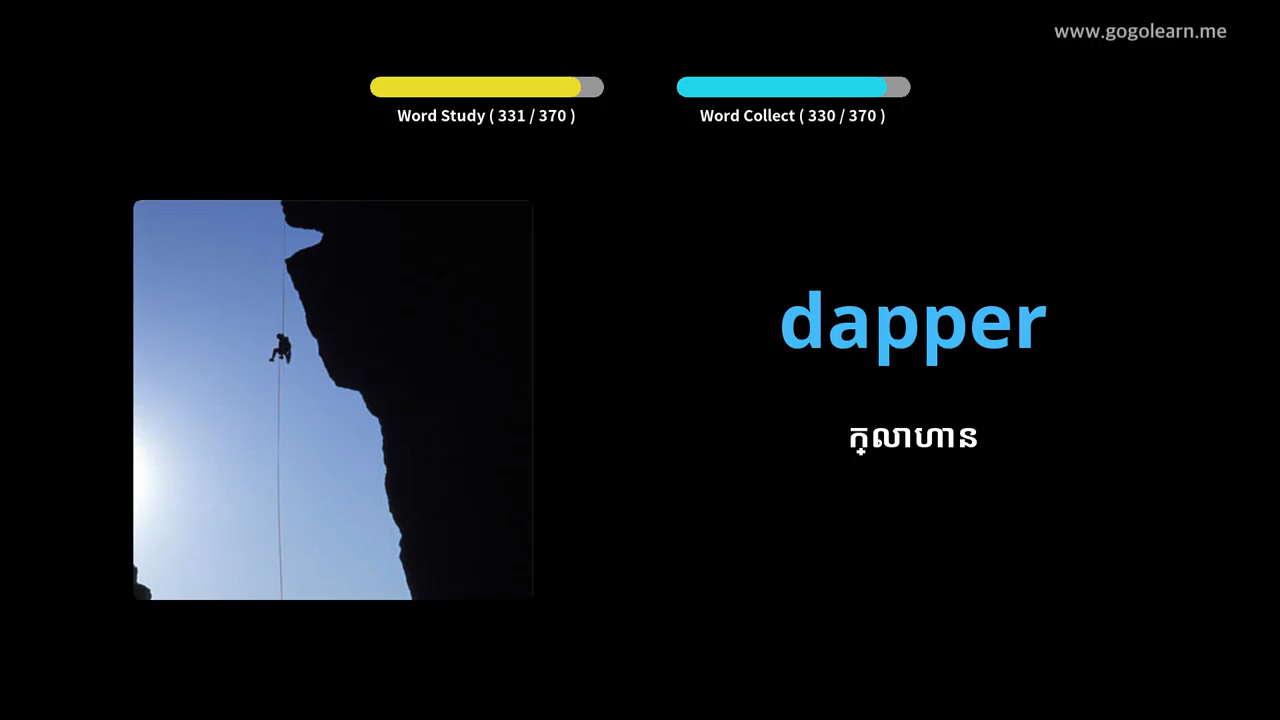 www.gogolearn.me
Word Study ( 331 / 370 )
Word Collect ( 330 / 370 )
dapper
ក្លាហាន